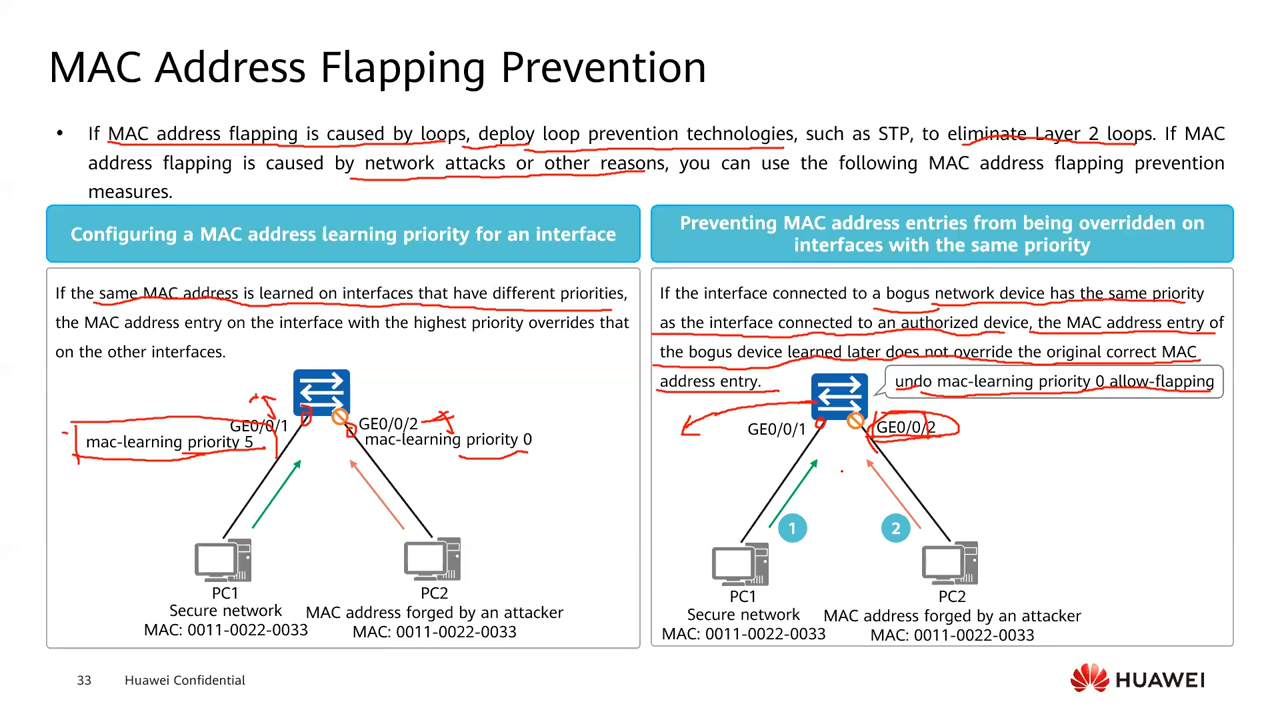 MAC Address Flapping Prevention
• If MAC address flapping is caused by loops, deploy loop prevention technologies, such as STP, to eliminate Layer 2 loops. If MAC
address flapping is caused by network attacks or other reasons, you can use the following MAC address flapping prevention
measures.
Configuring a MAC address learning priority for an interface
If the same MAC address is learned on interfaces that have different priorities,
the MAC address entry on the interface with the highest priority overrides that
on the other interfaces.
GE0/0/1
GE0/0/2
mac-learning priority 5
mac-learning priority 0
PC1
Secure network
MAC: 0011-0022-0033
PC2
MAC address forged by an attacker
MAC: 0011-0022-0033
Preventing MAC address entries from being overridden on
interfaces with the same priority
If the interface connected to a bogus network device has the same priority
as the interface connected to an authorized device, the MAC address entry of
the bogus device learned later does not override the original correct MAC
address entry.
undo mac-learning priority 0 allow-flapping
GE0/0/1
GE0/0/2
1
2
PC1
Secure network
MAC: 0011-0022-0033
PC2
MAC address forged by an attacker
MAC: 0011-0022-0033
33 Huawei Confidential
HUAWEI